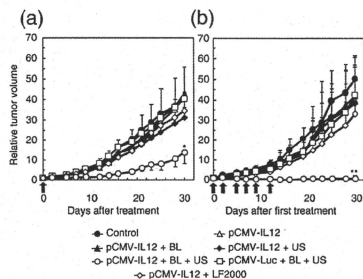 (a)
(b)
Relative tumor volume
70
60
50
40
30
20
10
0
0
10
20
30
*
Days after treatment
70
60
50
40
30
20
10
0
0
10
20
30
**
Days after first treatment
Control
pCMV-IL12
pCMV-IL12 + BL
pCMV-IL12 + US
pCMV-IL12 + BL + US
pCMV-Luc + BL + US
pCMV-IL12 + LF2000